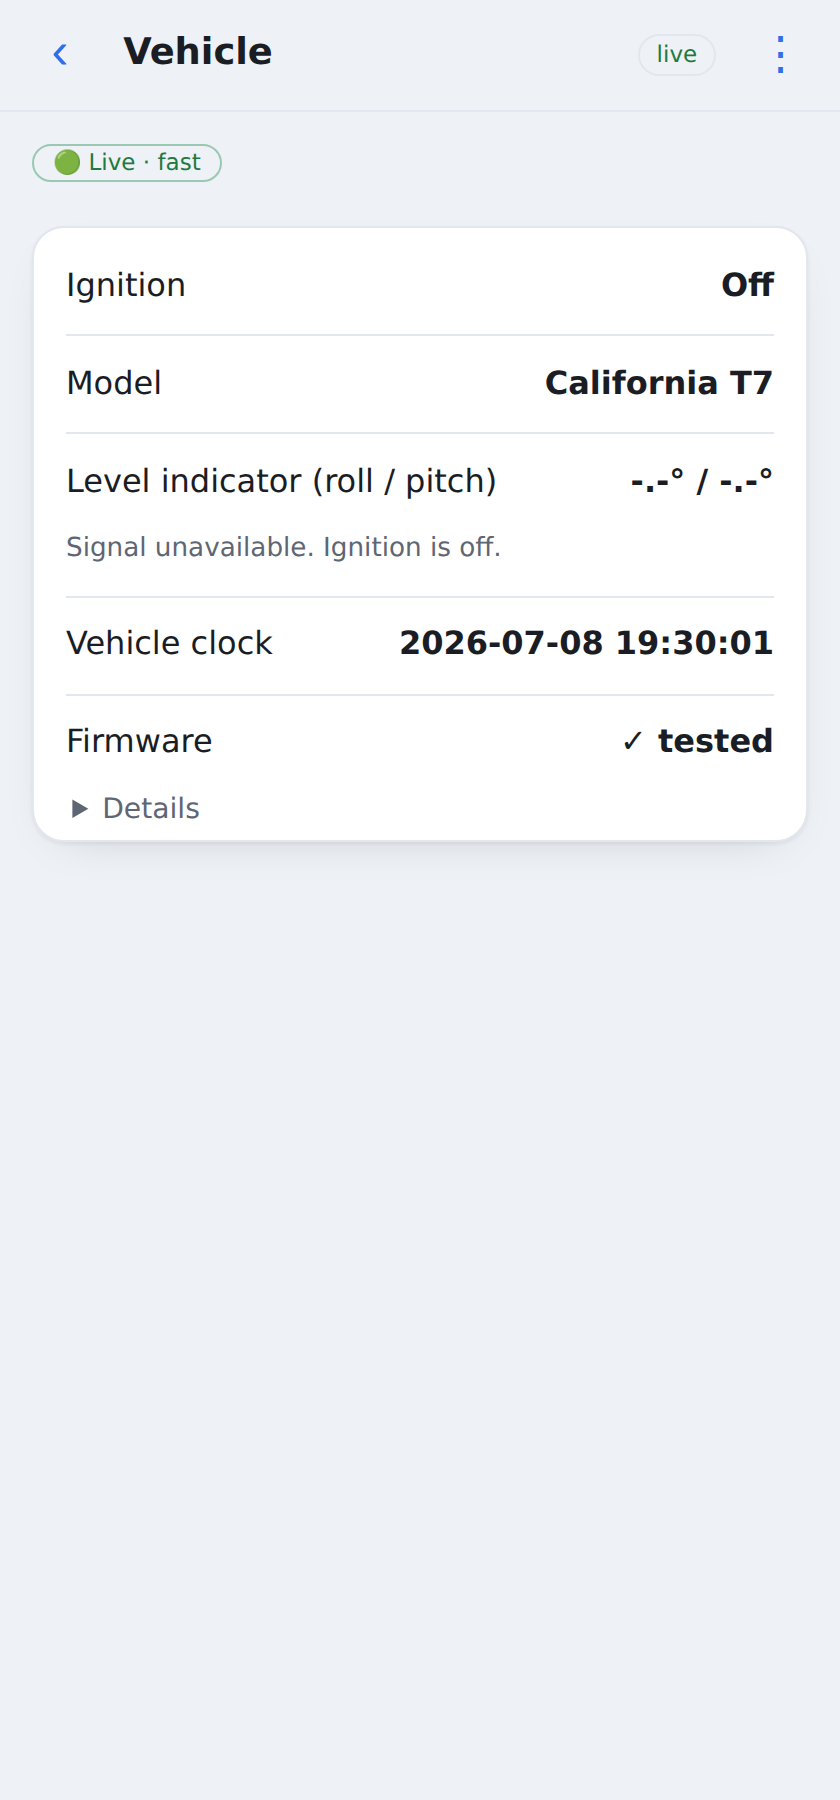 Vehicle
live
Live · fast
Ignition
Off
Model
California T7
Level indicator (roll / pitch)
-.-° / -.-°
Signal unavailable. Ignition is off.
Vehicle clock
2026-07-08 19:30:01
Firmware
✓ tested
▶ Details